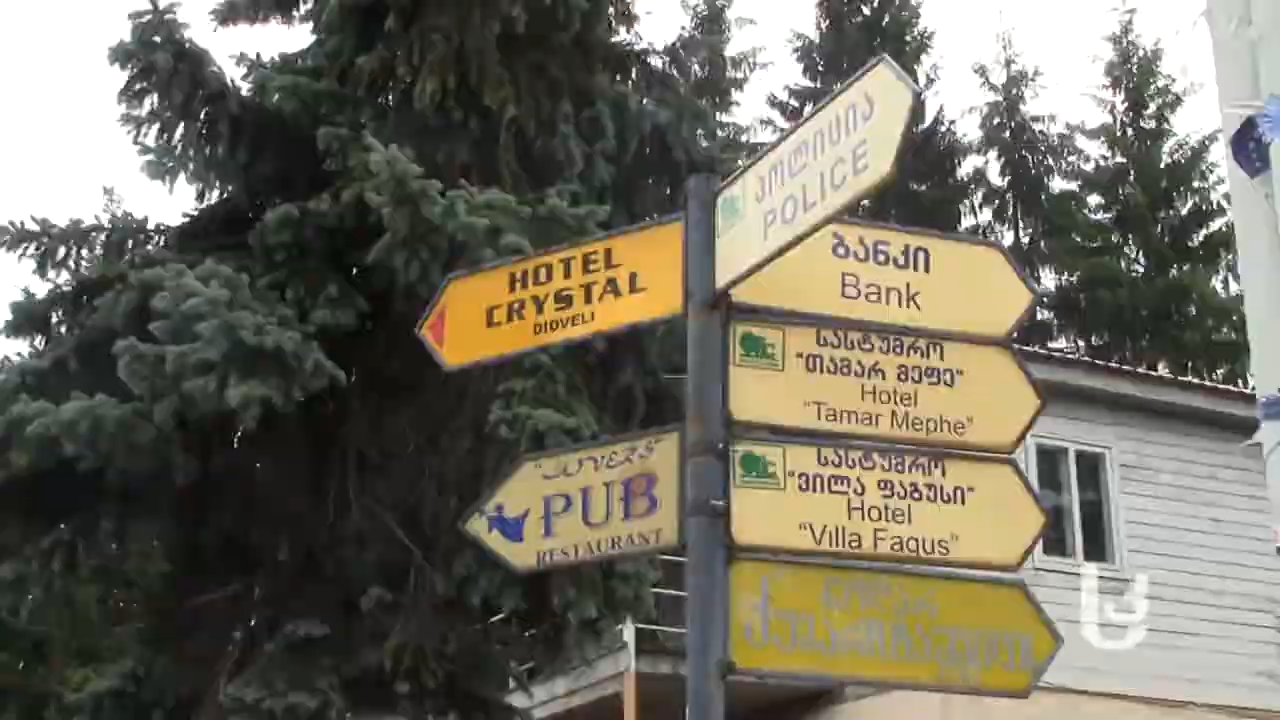 პოლიცია
POLICE
HOTEL
CRYSTAL
DIDVELI
ბანკი
Bank
სასტუმრო
"თამარ მეფე"
Hotel
"Tamar Mephe"
PUB
RESTAURANT
სასტუმრო
"ვილა ფაგუსი"
Hotel
"Villa Fagus"